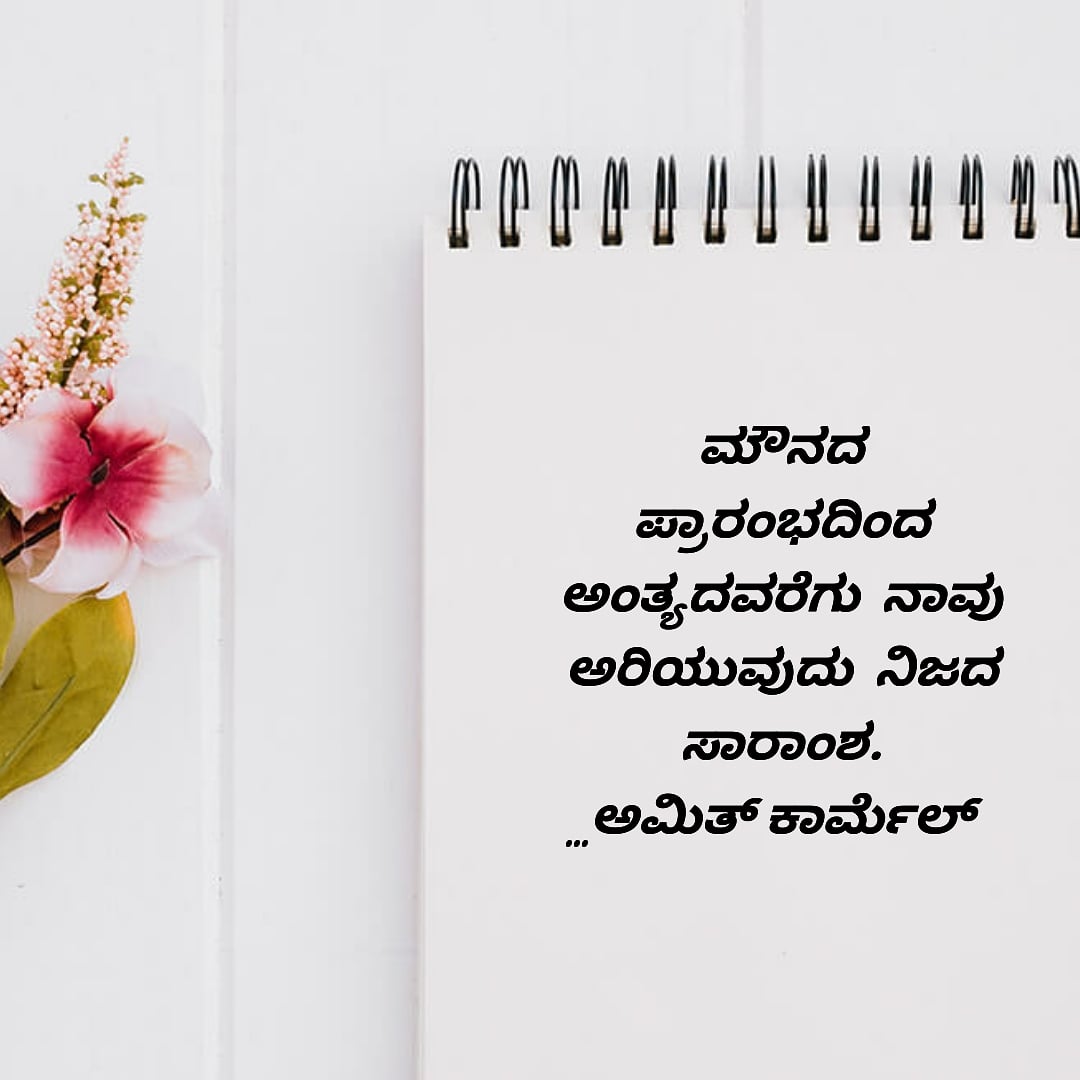 ಮೌನದ
ಪ್ರಾರಂಭದಿಂದ
ಅಂತ್ಯದವರೆಗು ನಾವು
ಅರಿಯುವುದು ನಿಜದ
ಸಾರಾಂಶ.
...ಅಮಿತ್ ಕಾರ್ಮೆಲ್